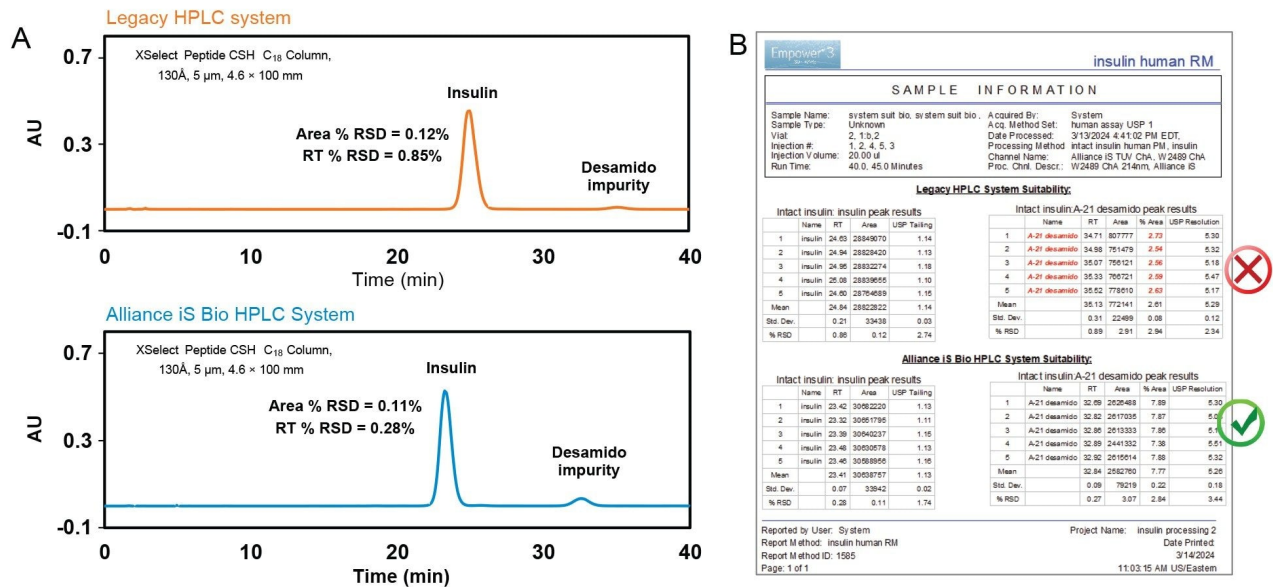 A
Legacy HPLC system
XSelect Peptide CSH C18 Column,
130Å, 5 µm, 4.6 × 100 mm
Insulin
Area % RSD = 0.12%
RT % RSD = 0.85%
Desamido
impurity
AU
0.7
0.3
-0.1
0 10 20 30 40
Time (min)
Alliance iS Bio HPLC System
XSelect Peptide CSH C18 Column,
130Å, 5 µm, 4.6 × 100 mm
Insulin
Area % RSD = 0.11%
RT % RSD = 0.28%
Desamido
impurity
AU
0.7
0.3
-0.1
0 10 20 30 40
Time (min)
B
Empower 3
insulin human RM
SAMPLE INFORMATION
Sample Name: system suit bio, system suit bio, Acquired By: System
Sample Type: Unknown Acq. Method Set: human assay USP 1
Vial: 2, 1:b,2 Date Processed: 3/13/2024 4:41:02 PM EDT,
Injection #: 1, 2, 4, 5, 3 Processing Method intact insulin human PM, insulin
Injection Volume: 20.00 ul Channel Name: Alliance iS TUV ChA, W2489 ChA
Run Time: 40.0, 45.0 Minutes Proc. Chnl. Descr.: W2489 ChA 214nm, Alliance iS
Legacy HPLC System Suitability:
Intact insulin: insulin peak results
Name RT Area USP Tailing
1 insulin 24.63 28849070 1.14
2 insulin 24.94 28828420 1.13
3 insulin 24.95 28832274 1.18
4 insulin 25.08 28839655 1.10
5 insulin 24.60 28764689 1.15
Mean 24.84 28822822 1.14
Std. Dev. 0.21 33438 0.03
% RSD 0.86 0.12 2.74
Intact insulin:A-21 desamido peak results
Name RT Area % Area USP Resolution
1 A-21 desamido 34.71 807777 2.73 5.30
2 A-21 desamido 34.98 751479 2.54 5.32
3 A-21 desamido 35.07 756121 2.56 5.18
4 A-21 desamido 35.33 766721 2.59 5.47
5 A-21 desamido 35.52 778610 2.63 5.17
Mean 35.13 772141 2.61 5.29
Std. Dev. 0.31 22499 0.08 0.12
% RSD 0.89 2.91 2.94 2.34
Alliance iS Bio HPLC System Suitability:
Intact insulin: insulin peak results
Name RT Area USP Tailing
1 insulin 23.42 30682220 1.13
2 insulin 23.32 30651795 1.11
3 insulin 23.39 30640237 1.15
4 insulin 23.48 30630578 1.13
5 insulin 23.46 30588956 1.16
Mean 23.41 30638757 1.13
Std. Dev. 0.07 33942 0.02
% RSD 0.28 0.11 1.74
Intact insulin:A-21 desamido peak results
Name RT Area % Area USP Resolution
1 A-21 desamido 32.69 2626488 7.89 5.30
2 A-21 desamido 32.82 2617035 7.87
3 A-21 desamido 32.86 2613333 7.86
4 A-21 desamido 32.89 2441332 7.38 5.51
5 A-21 desamido 32.92 2615614 7.88 5.32
Mean 32.84 2582760 7.77 5.26
Std. Dev. 0.09 79219 0.22 0.18
% RSD 0.27 3.07 2.84 3.44
Reported by User: System Project Name: insulin processing 2
Report Method: insulin human RM Date Printed:
Report Method ID: 1585 3/14/2024
Page: 1 of 1 11:03:15 AM US/Eastern